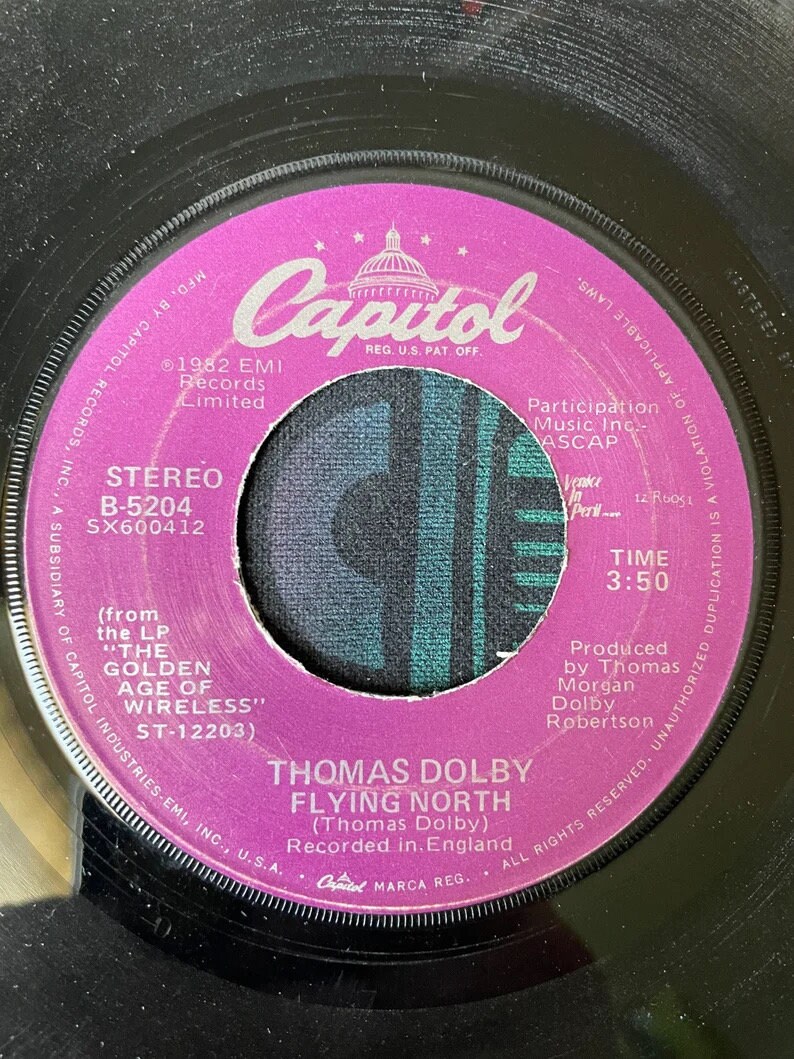 Capitol
REG. U.S. PAT. OFF.
℗1982 EMI
Records
Limited
Participation
Music Inc.-
ASCAP
STEREO
B-5204
SX600412
Venice
In
Peril
TIME
3:50
(from
the LP
"THE
GOLDEN
AGE OF
WIRELESS"
ST-12203)
Produced
by Thomas
Morgan
Dolby
Robertson
THOMAS DOLBY
FLYING NORTH
(Thomas Dolby)
Recorded in England
MFD. BY CAPITOL RECORDS, INC., A SUBSIDIARY OF CAPITOL INDUSTRIES-EMI, INC., U.S.A. • Capitol MARCA REG. • ALL RIGHTS RESERVED. UNAUTHORIZED DUPLICATION IS A VIOLATION OF APPLICABLE LAWS.